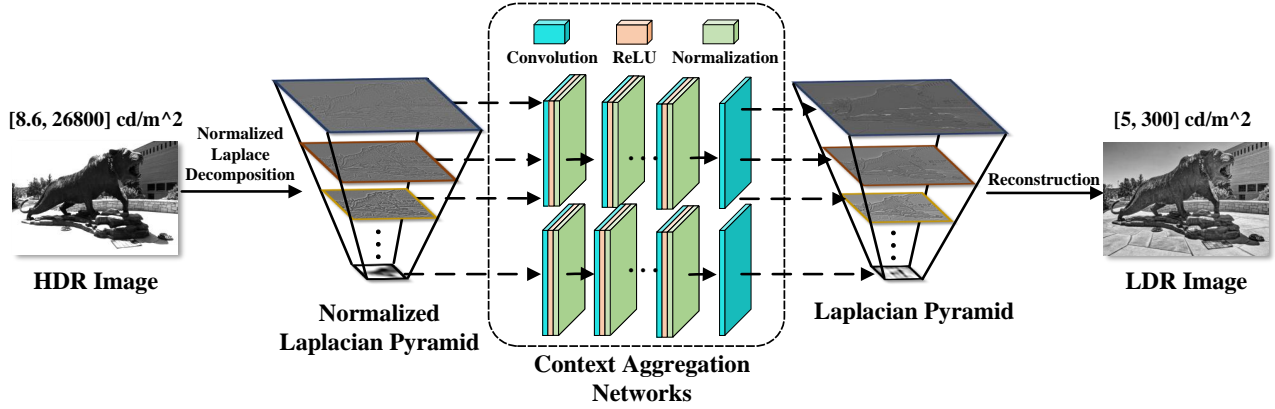 Convolution
ReLU
Normalization
[8.6, 26800] cd/m^2
Normalized
Laplace
Decomposition
HDR Image
Normalized
Laplacian Pyramid
Context Aggregation
Networks
Laplacian Pyramid
Reconstruction
[5, 300] cd/m^2
LDR Image